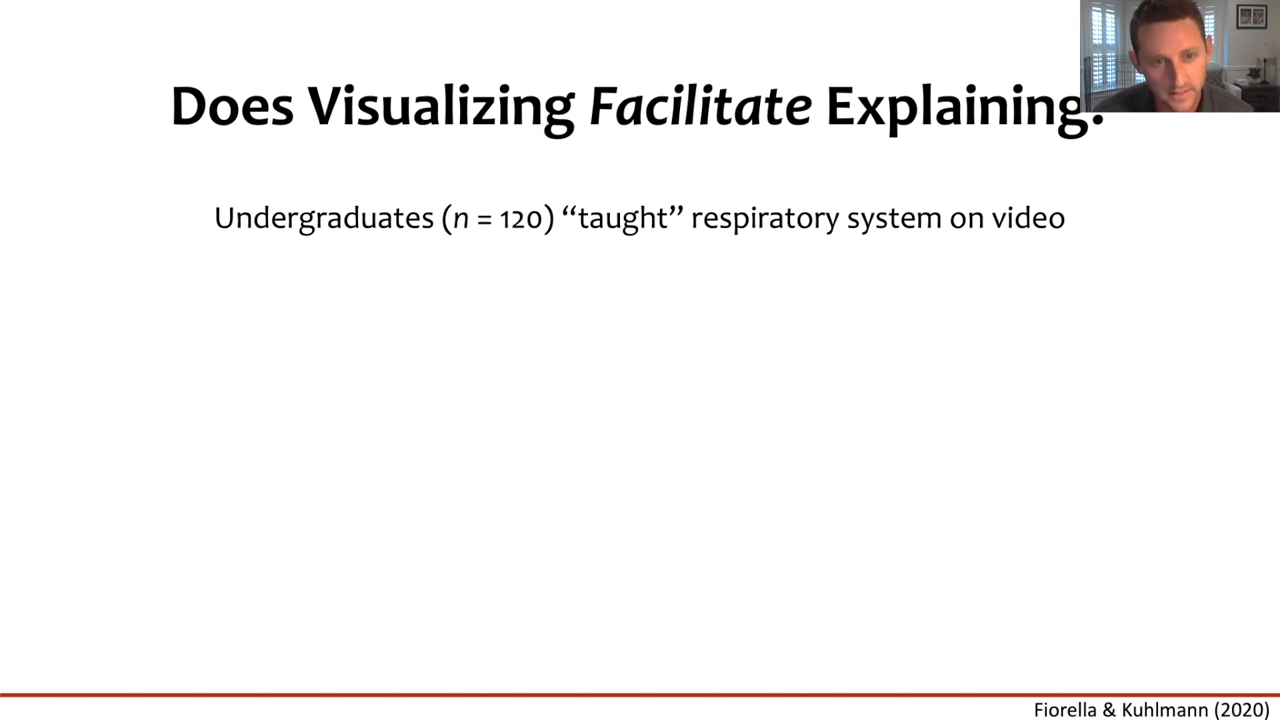 Does Visualizing Facilitate Explaining?
Undergraduates (n = 120) “taught” respiratory system on video
Fiorella & Kuhlmann (2020)